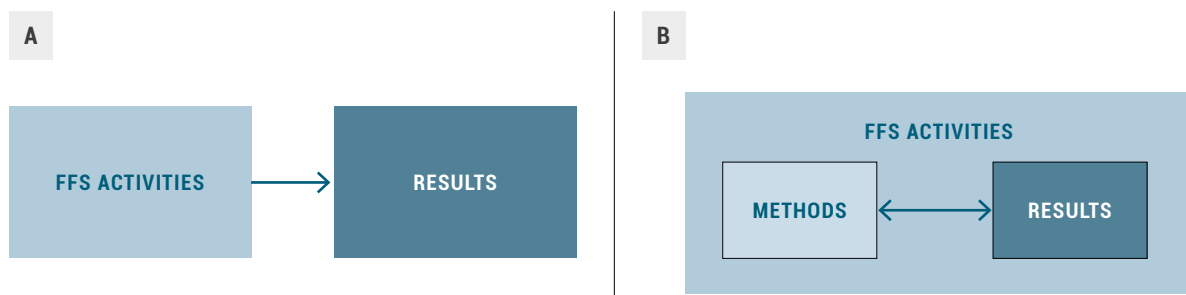 A
FFS ACTIVITIES
RESULTS
B
FFS ACTIVITIES
METHODS
RESULTS